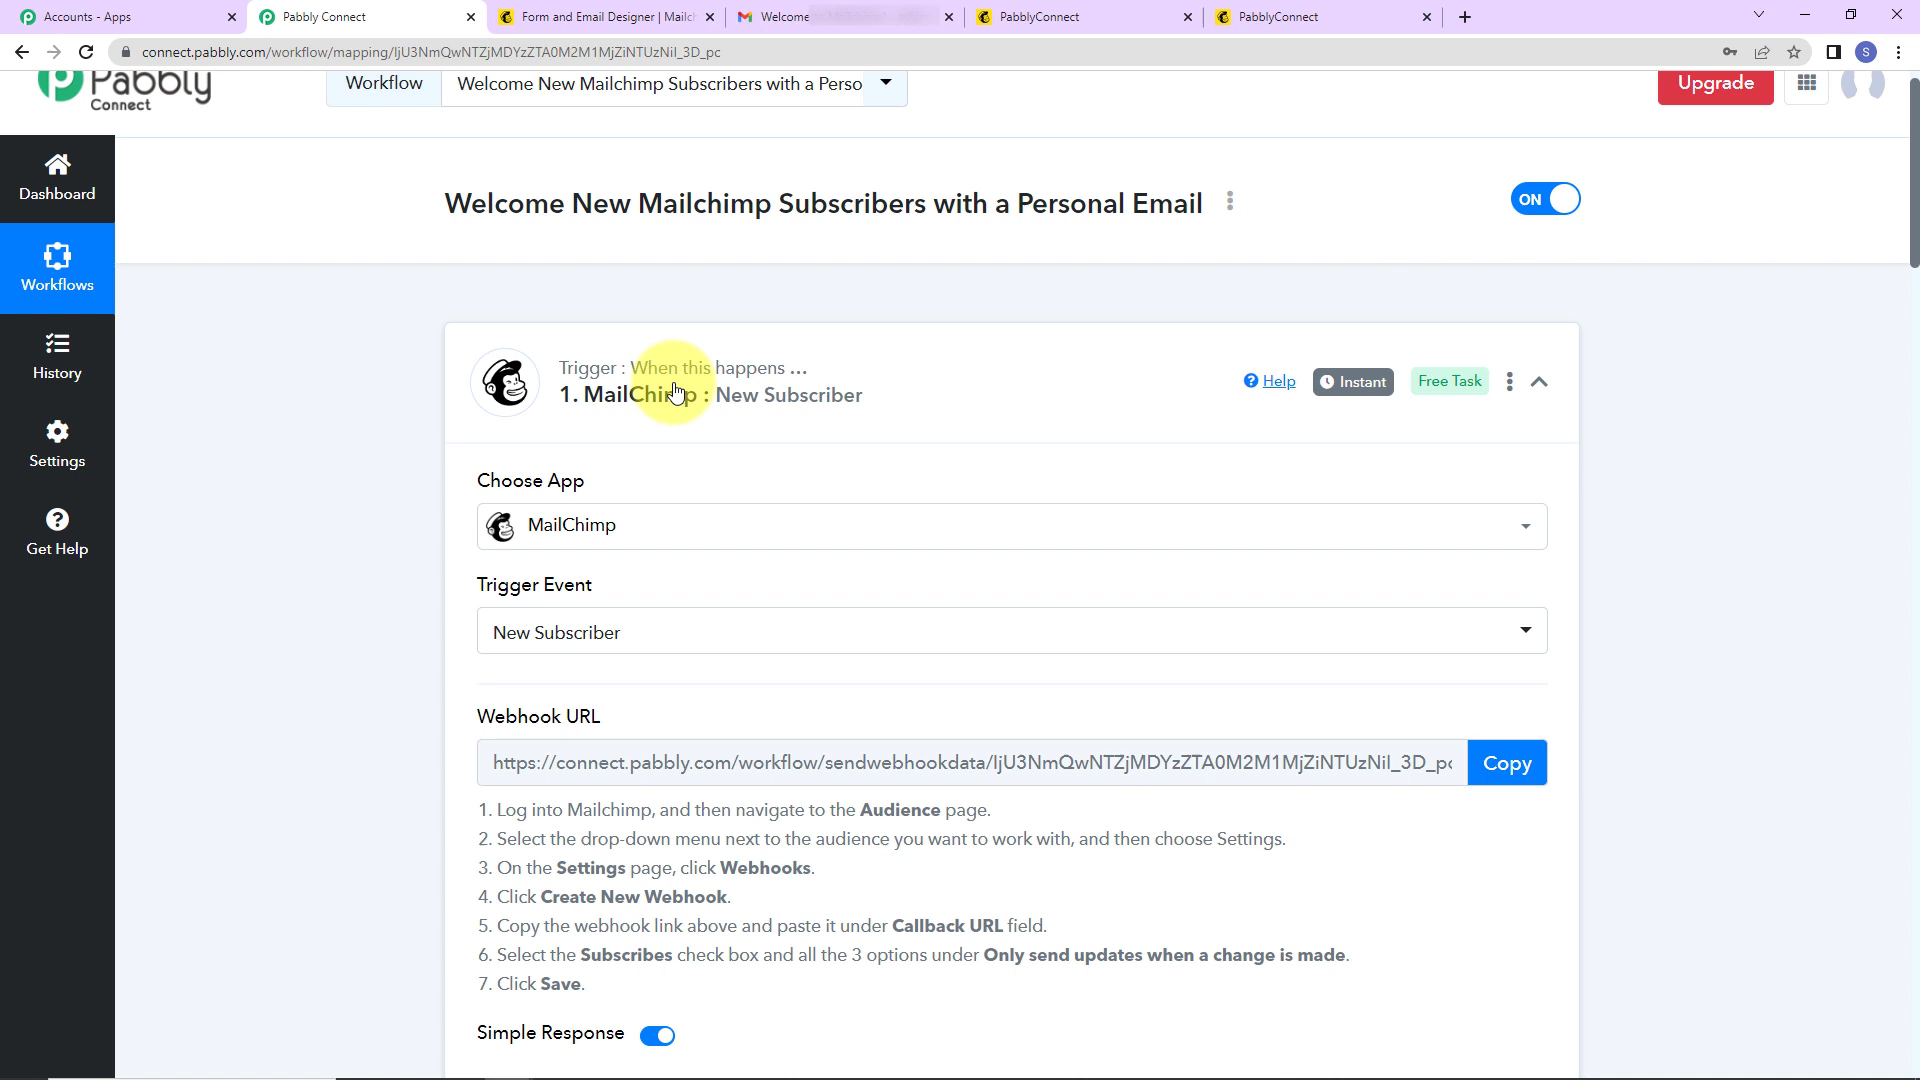 Accounts - Apps
Pabbly Connect
Form and Email Designer | Mailch
Welcome
PabblyConnect
PabblyConnect
connect.pabbly.com/workflow/mapping/IjU3NmQwNTZjMDYzZTA0M2M1MjZiNTUzNiI_3D_pc
S
Pabbly
Connect
Workflow
Welcome New Mailchimp Subscribers with a Perso
Upgrade
Dashboard
Workflows
History
Settings
Get Help
Welcome New Mailchimp Subscribers with a Personal Email
ON
Trigger : When this happens ...
1. MailChimp : New Subscriber
Help
Instant
Free Task
Choose App
MailChimp
Trigger Event
New Subscriber
Webhook URL
https://connect.pabbly.com/workflow/sendwebhookdata/IjU3NmQwNTZjMDYzZTA0M2M1MjZiNTUzNiI_3D_pc
Copy
1. Log into Mailchimp, and then navigate to the Audience page.
2. Select the drop-down menu next to the audience you want to work with, and then choose Settings.
3. On the Settings page, click Webhooks.
4. Click Create New Webhook.
5. Copy the webhook link above and paste it under Callback URL field.
6. Select the Subscribes check box and all the 3 options under Only send updates when a change is made.
7. Click Save.
Simple Response